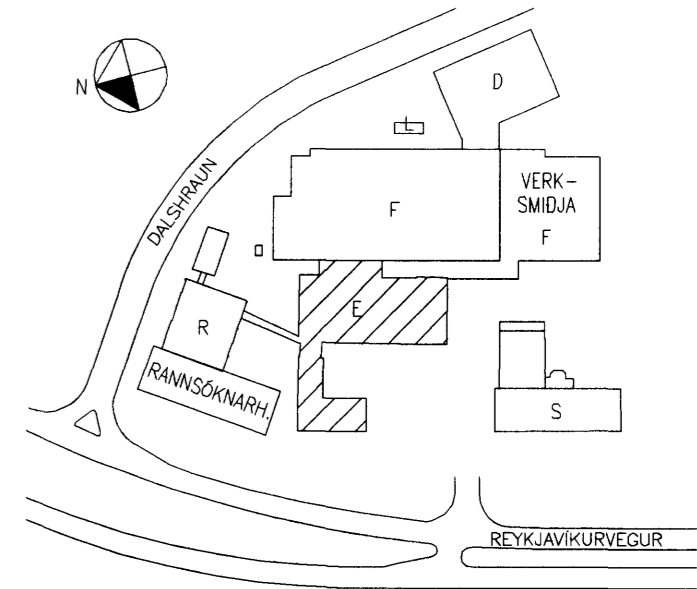 N
D
L
DALSHRAUN
VERK-
SMIÐJA
F
F
E
R
RANNSÓKNARH.
S
REYKJAVÍKURVEGUR